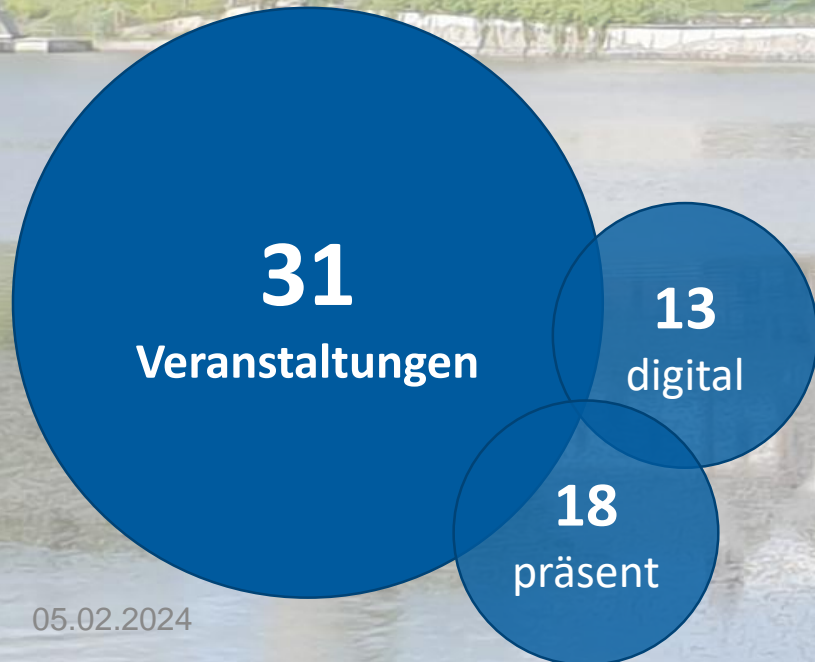 31
Veranstaltungen
13
digital
18
präsent
05.02.2024